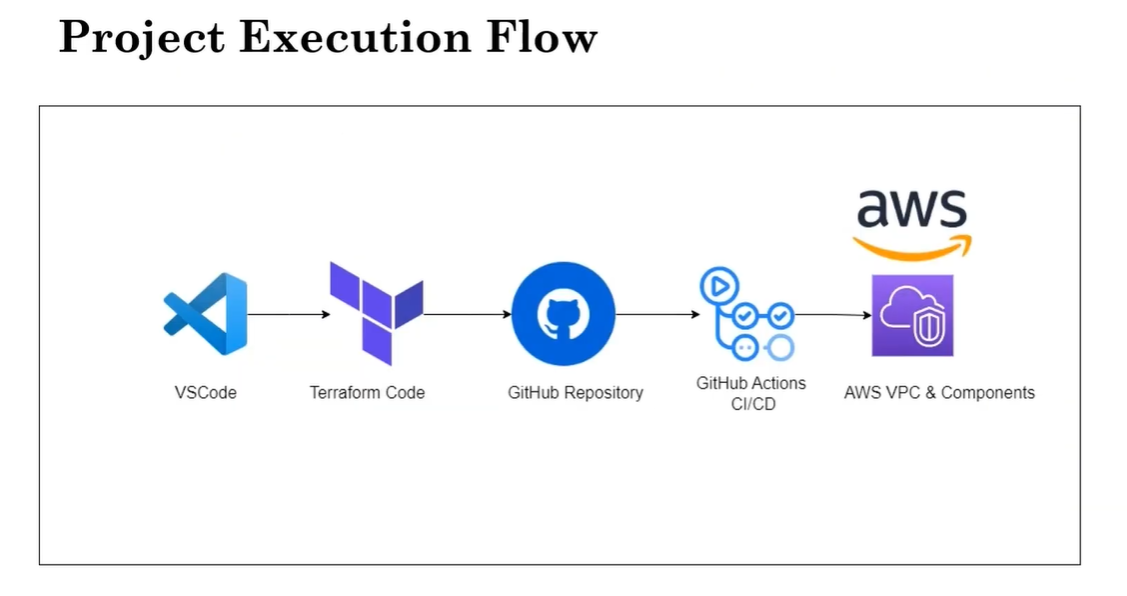 Project Execution Flow
aws
VSCode
Terraform Code
GitHub Repository
GitHub Actions
CI/CD
AWS VPC & Components